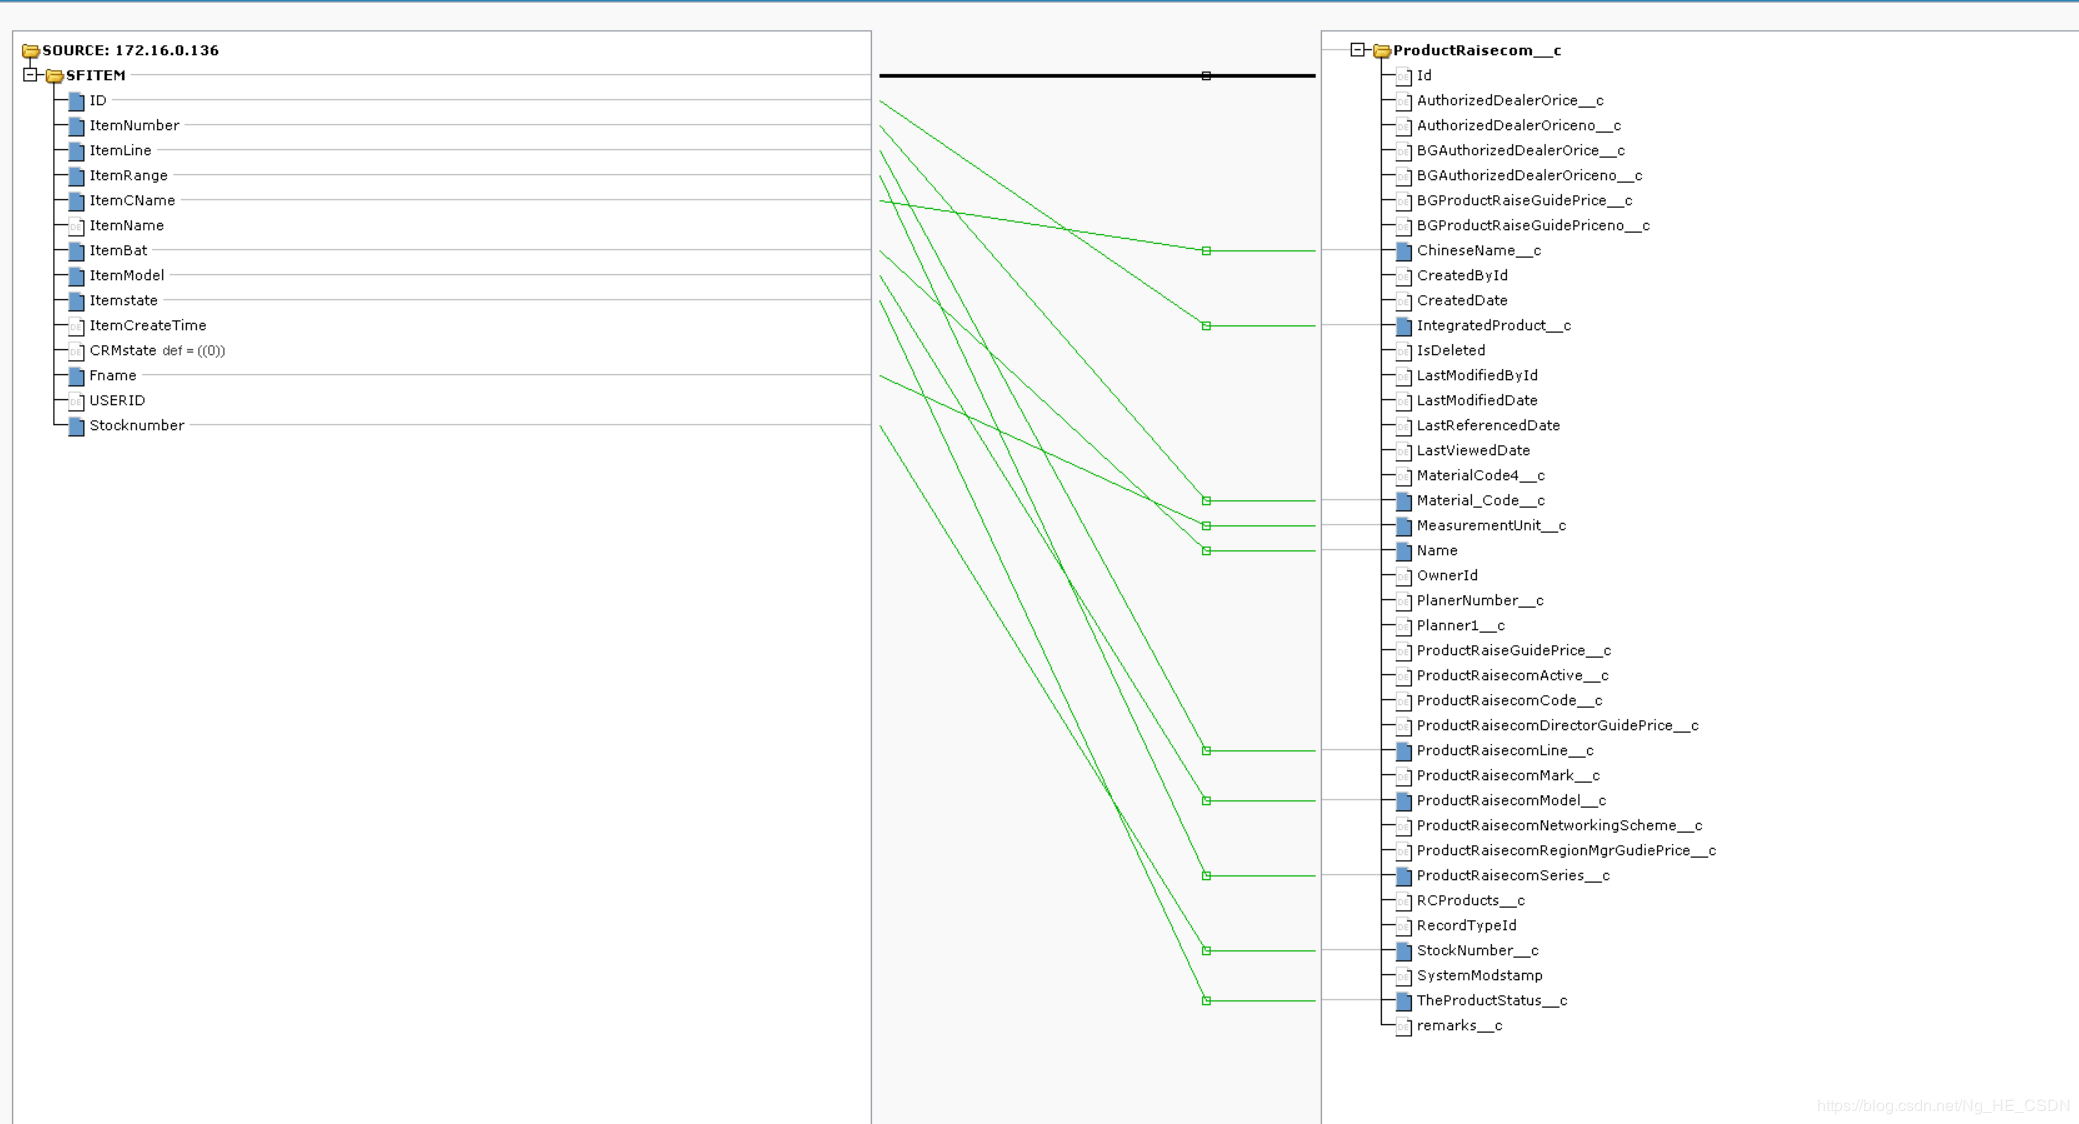 SOURCE: 172.16.0.136
SFITEM
ID
ItemNumber
ItemLine
ItemRange
ItemCName
ItemName
ItemBat
ItemModel
Itemstate
ItemCreateTime
CRMstate def = ((0))
Fname
USERID
Stocknumber
ProductRaisecom__c
Id
AuthorizedDealerOrice__c
AuthorizedDealerOriceno__c
BGAuthorizedDealerOrice__c
BGAuthorizedDealerOriceno__c
BGProductRaiseGuidePrice__c
BGProductRaiseGuidePriceno__c
ChineseName__c
CreatedById
CreatedDate
IntegratedProduct__c
IsDeleted
LastModifiedById
LastModifiedDate
LastReferencedDate
LastViewedDate
MaterialCode4__c
Material_Code__c
MeasurementUnit__c
Name
OwnerId
PlanerNumber__c
Planner1__c
ProductRaiseGuidePrice__c
ProductRaisecomActive__c
ProductRaisecomCode__c
ProductRaisecomDirectorGuidePrice__c
ProductRaisecomLine__c
ProductRaisecomMark__c
ProductRaisecomModel__c
ProductRaisecomNetworkingScheme__c
ProductRaisecomRegionMgrGudiePrice__c
ProductRaisecomSeries__c
RCProducts__c
RecordTypeId
StockNumber__c
SystemModstamp
TheProductStatus__c
remarks__c
https://blog.csdn.net/Ng_HE_CSDN